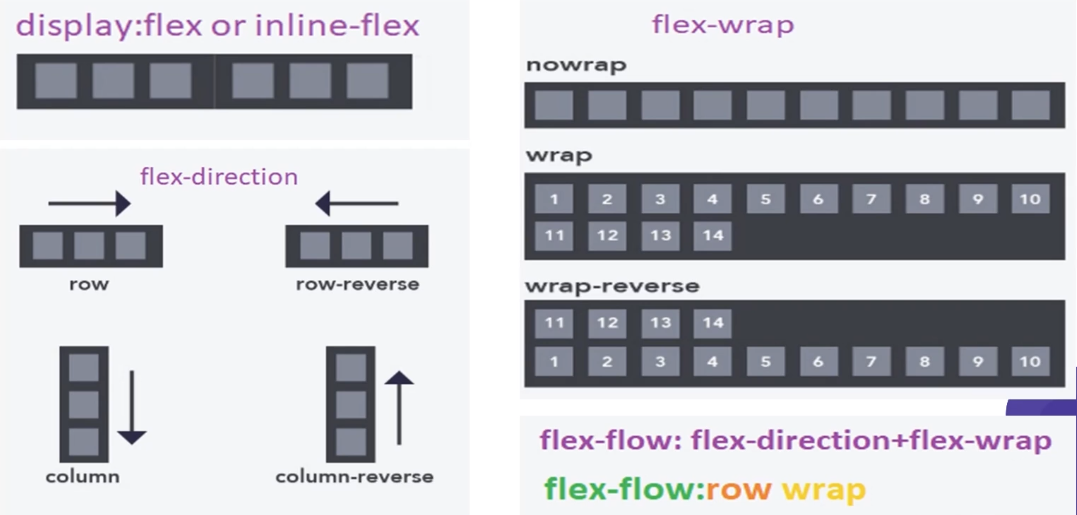 display:flex or inline-flex
flex-direction
row
row-reverse
column
column-reverse
flex-wrap
nowrap
wrap
1 2 3 4 5 6 7 8 9 10
11 12 13 14
wrap-reverse
11 12 13 14
1 2 3 4 5 6 7 8 9 10
flex-flow: flex-direction+flex-wrap
flex-flow:row wrap